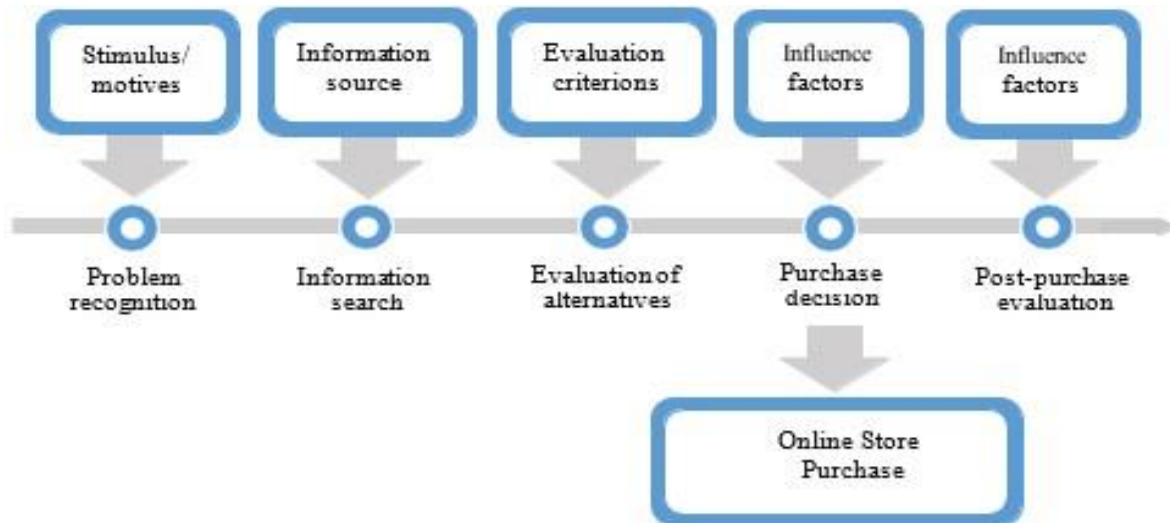 Stimulus/
motives
Information
source
Evaluation
criterions
Influence
factors
Influence
factors
Problem
recognition
Information
search
Evaluation of
alternatives
Purchase
decision
Post-purchase
evaluation
Online Store
Purchase